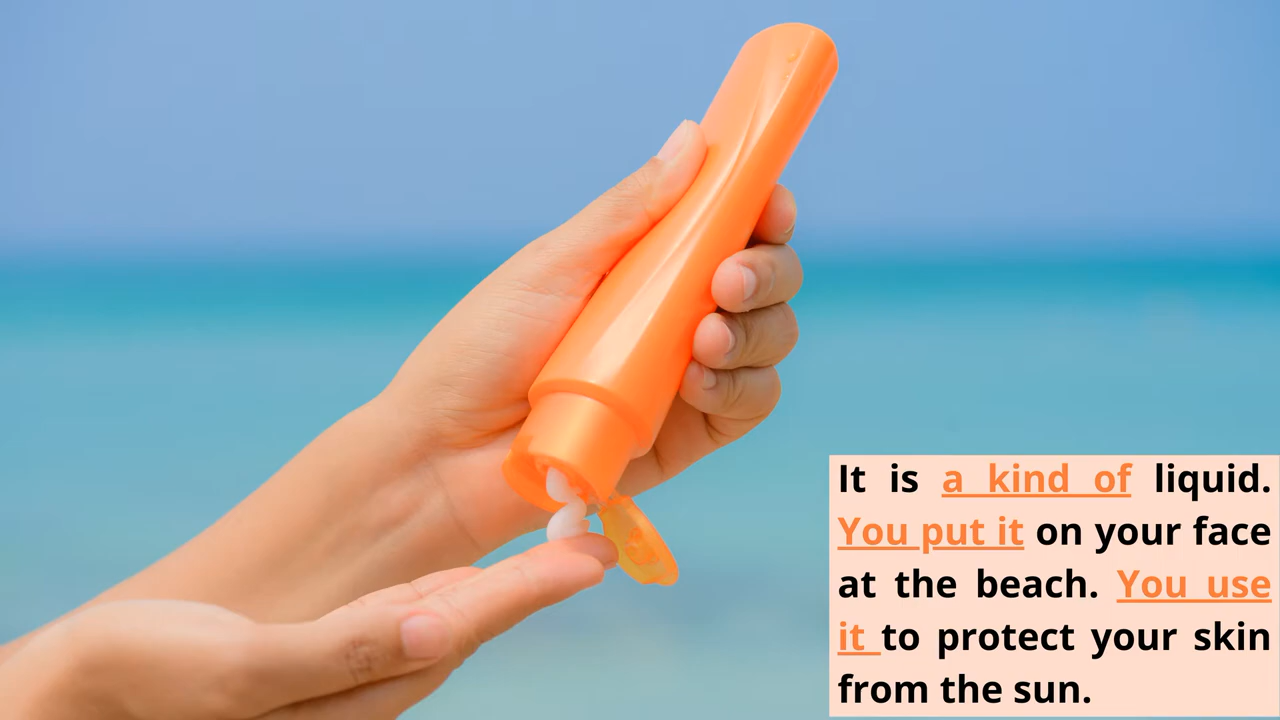 It is a kind of liquid.
You put it on your face
at the beach. You use
it to protect your skin
from the sun.